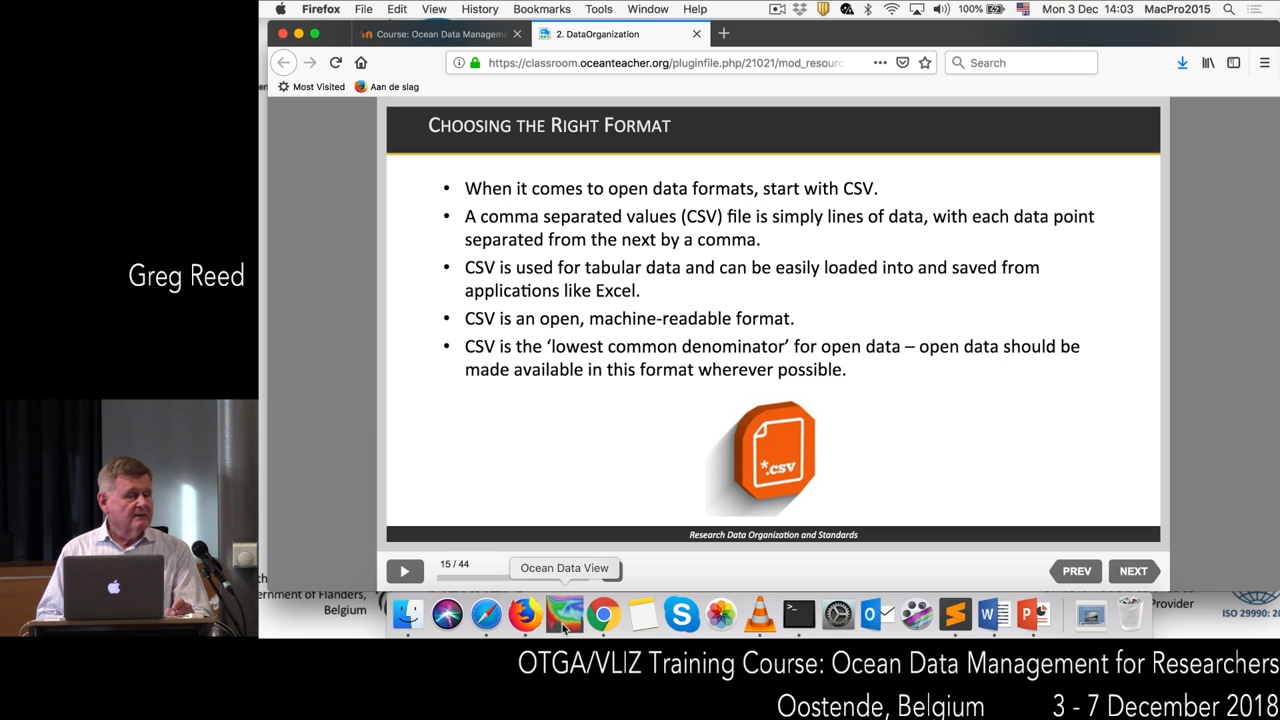 Firefox File Edit View History Bookmarks Tools Window Help 100% Mon 3 Dec 14:03 MacPro2015
Course: Ocean Data Manageme
2. DataOrganization
https://classroom.oceanteacher.org/pluginfile.php/21021/mod_resourc
Search
Most Visited Aan de slag
CHOOSING THE RIGHT FORMAT
• When it comes to open data formats, start with CSV.
• A comma separated values (CSV) file is simply lines of data, with each data point
separated from the next by a comma.
• CSV is used for tabular data and can be easily loaded into and saved from
applications like Excel.
• CSV is an open, machine-readable format.
• CSV is the ‘lowest common denominator’ for open data – open data should be
made available in this format wherever possible.
*.csv
Research Data Organization and Standards
15 / 44
Ocean Data View
PREV
NEXT
Greg Reed
ernment of Flanders,
Belgium
Provider
ISO 29990: 20
OTGA/VLIZ Training Course: Ocean Data Management for Researchers
Oostende, Belgium 3 - 7 December 2018